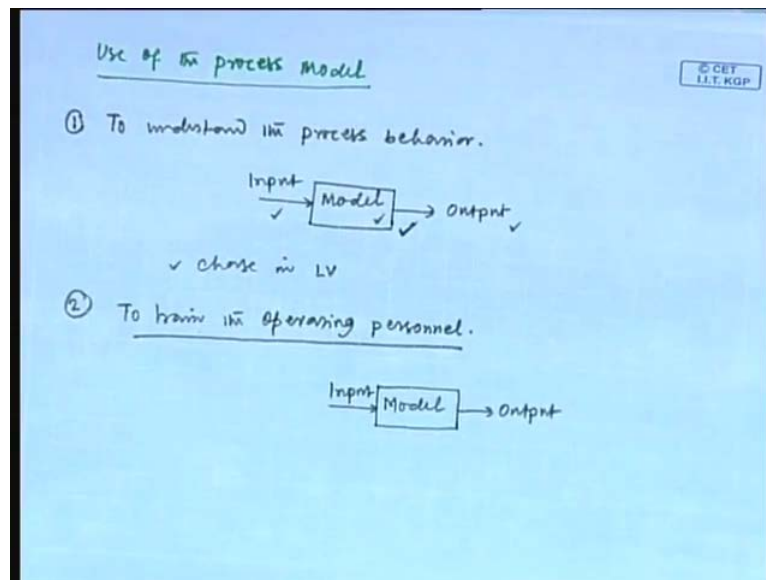 Use of the process Model
© CET
I.I.T. KGP
① To understand the process behavior.
Input
Model
Output
✓ change in LV
② To train the operating personnel.
Input
Model
Output